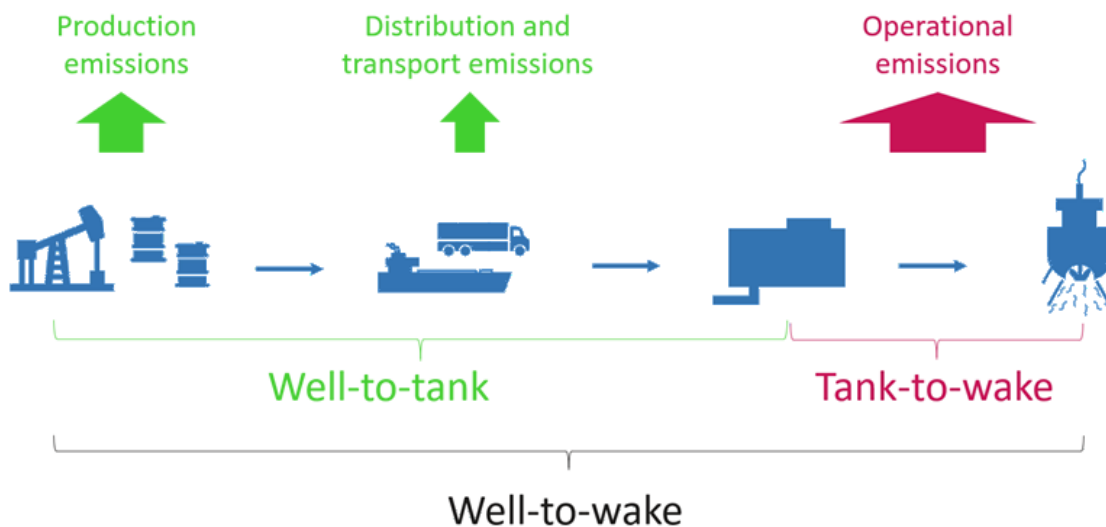 Production
emissions
Distribution and
transport emissions
Operational
emissions
Well-to-tank
Tank-to-wake
Well-to-wake